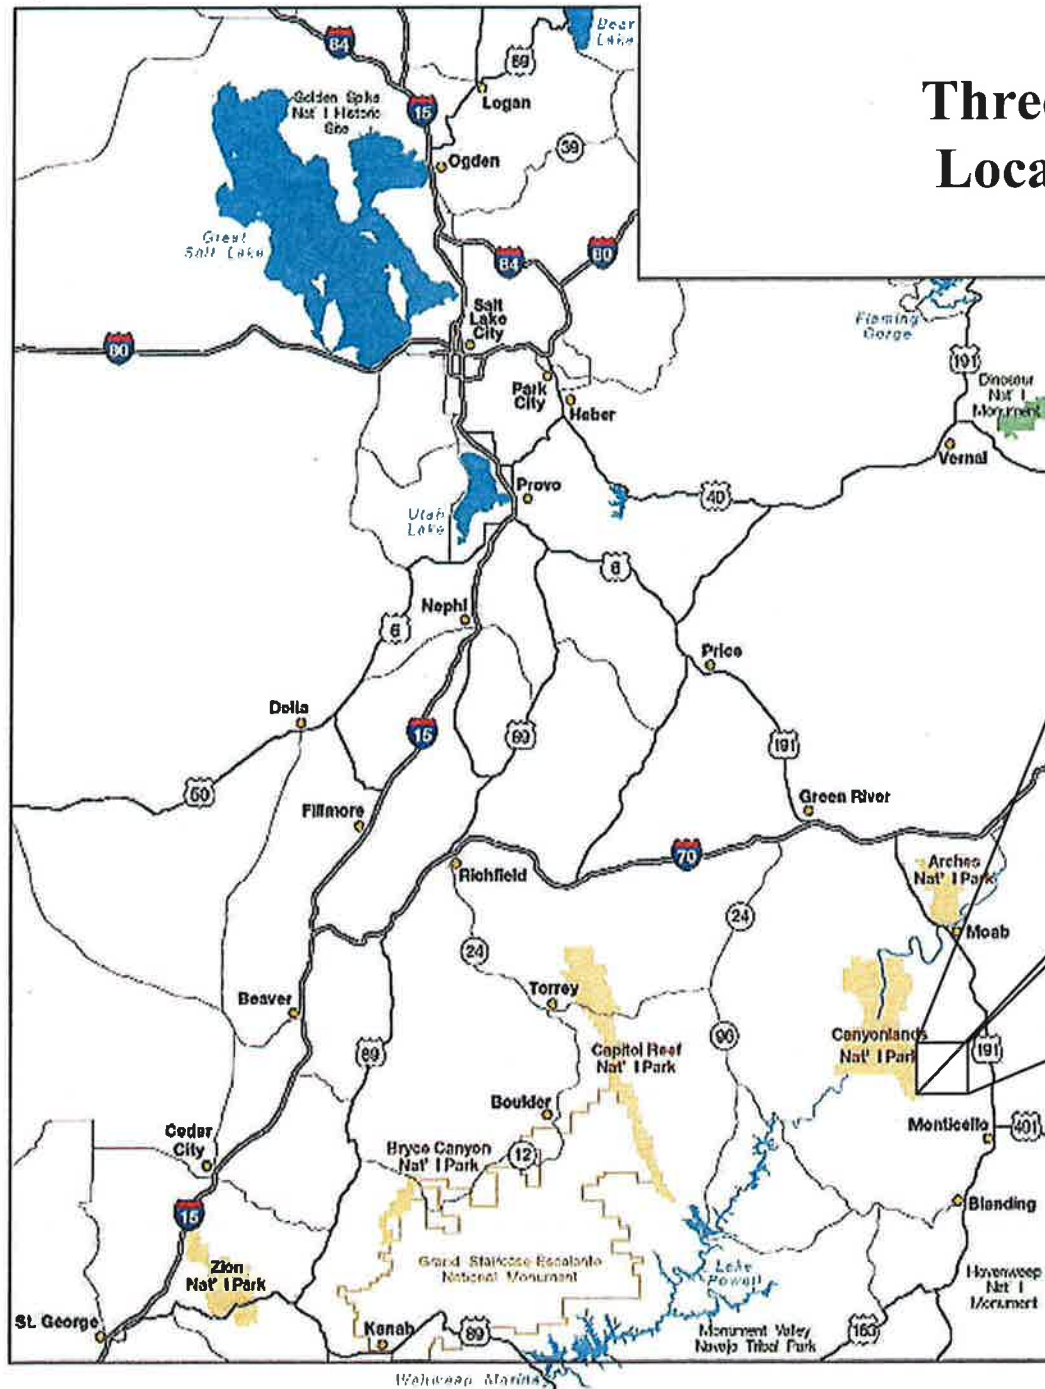 Bear
Lake
84
89
Logan
Golden Spike
Nat'l Historic
Site
15
39
Ogden
Three
Loca
Great
Salt Lake
84
80
Salt
Lake
City
Flaming
Gorge
80
191
Park
City
Heber
Dinosaur
Nat'l
Monument
Vernal
Provo
40
Utah
Lake
6
Nephi
6
Price
Delta
15
89
191
50
Fillmore
Green River
70
Richfield
Arches
Nat'l Park
24
24
Moab
Torrey
Beaver
Canyonlands
Nat'l Park
96
89
Capitol Reef
Nat'l Park
191
Boulder
Monticello
401
Cedar
City
Bryce Canyon
Nat'l Park
12
Blanding
15
Zion
Nat'l Park
Grand Staircase-Escalante
National Monument
Lake
Powell
Hovenweep
Nat'l
Monument
St. George
Kanab
89
Monument Valley
Navajo Tribal Park
163
Wahweap Marina